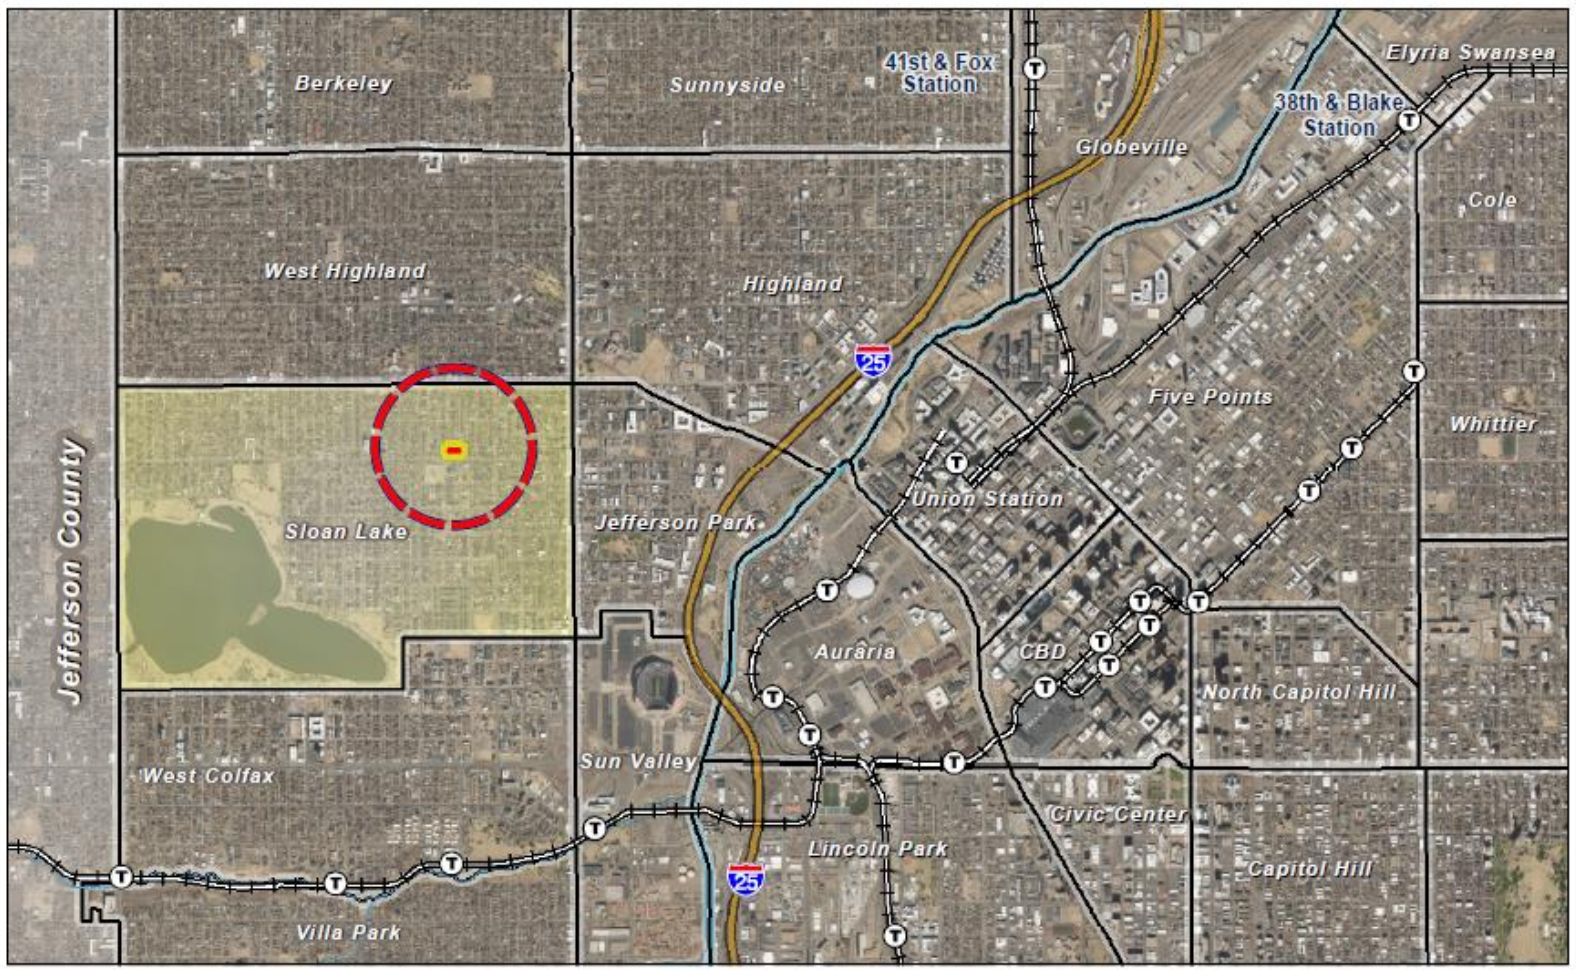 Elyria Swansea
41st & Fox
Station
Berkeley
Sunnyside
38th & Blake
Station
Globeville
Cole
West Highland
Highland
25
Five Points
Whittier
Jefferson County
Union Station
Sloan Lake
Jefferson Park
T
T
T
T
T
T
T
T
T
T
T
T
T
Auraria
CBD
T
North Capitol Hill
T
T
T
Sun Valley
West Colfax
Civic Center
T
Lincoln Park
T
Capitol Hill
T
25
T
Villa Park
T